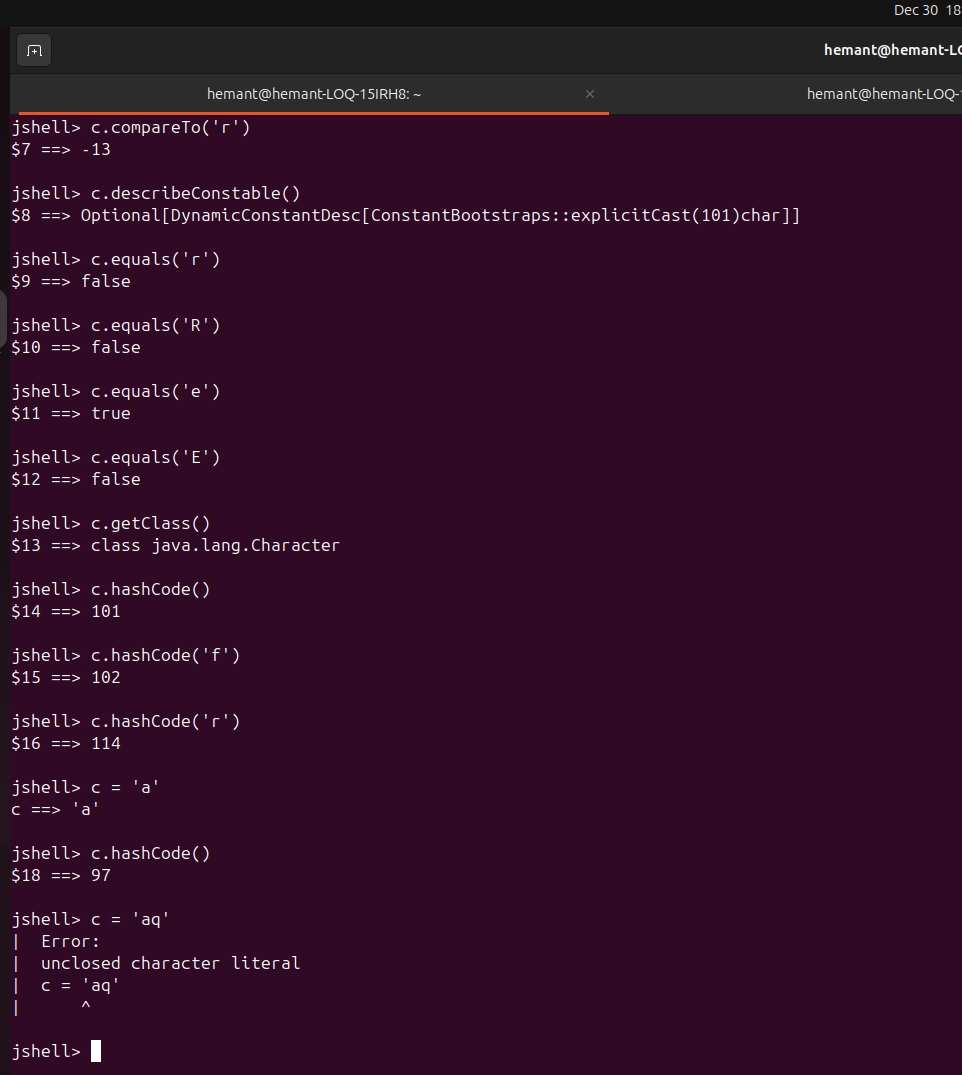 Dec 30 18
hemant@hemant-LO
hemant@hemant-LOQ-15IRH8: ~ × hemant@hemant-LOQ-1
jshell> c.compareTo('r')
$7 ==> -13
jshell> c.describeConstable()
$8 ==> Optional[DynamicConstantDesc[ConstantBootstraps::explicitCast(101)char]]
jshell> c.equals('r')
$9 ==> false
jshell> c.equals('R')
$10 ==> false
jshell> c.equals('e')
$11 ==> true
jshell> c.equals('E')
$12 ==> false
jshell> c.getClass()
$13 ==> class java.lang.Character
jshell> c.hashCode()
$14 ==> 101
jshell> c.hashCode('f')
$15 ==> 102
jshell> c.hashCode('r')
$16 ==> 114
jshell> c = 'a'
c ==> 'a'
jshell> c.hashCode()
$18 ==> 97
jshell> c = 'aq'
|  Error:
|  unclosed character literal
|  c = 'aq'
|      ^
jshell>